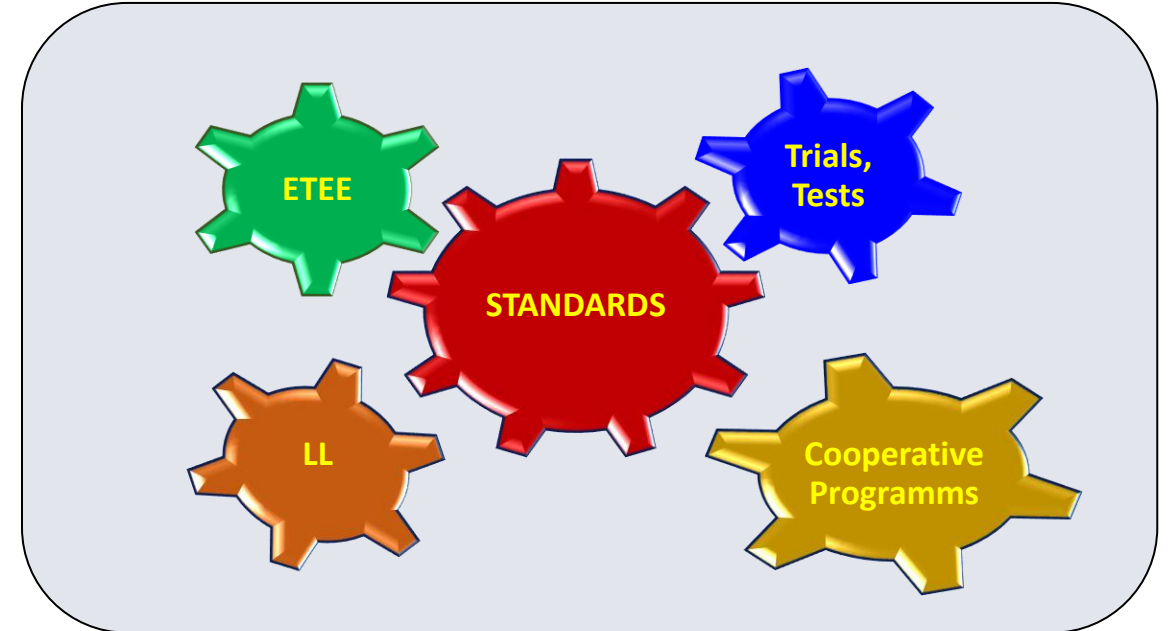 ETEE
Trials,
Tests
STANDARDS
LL
Cooperative
Programms